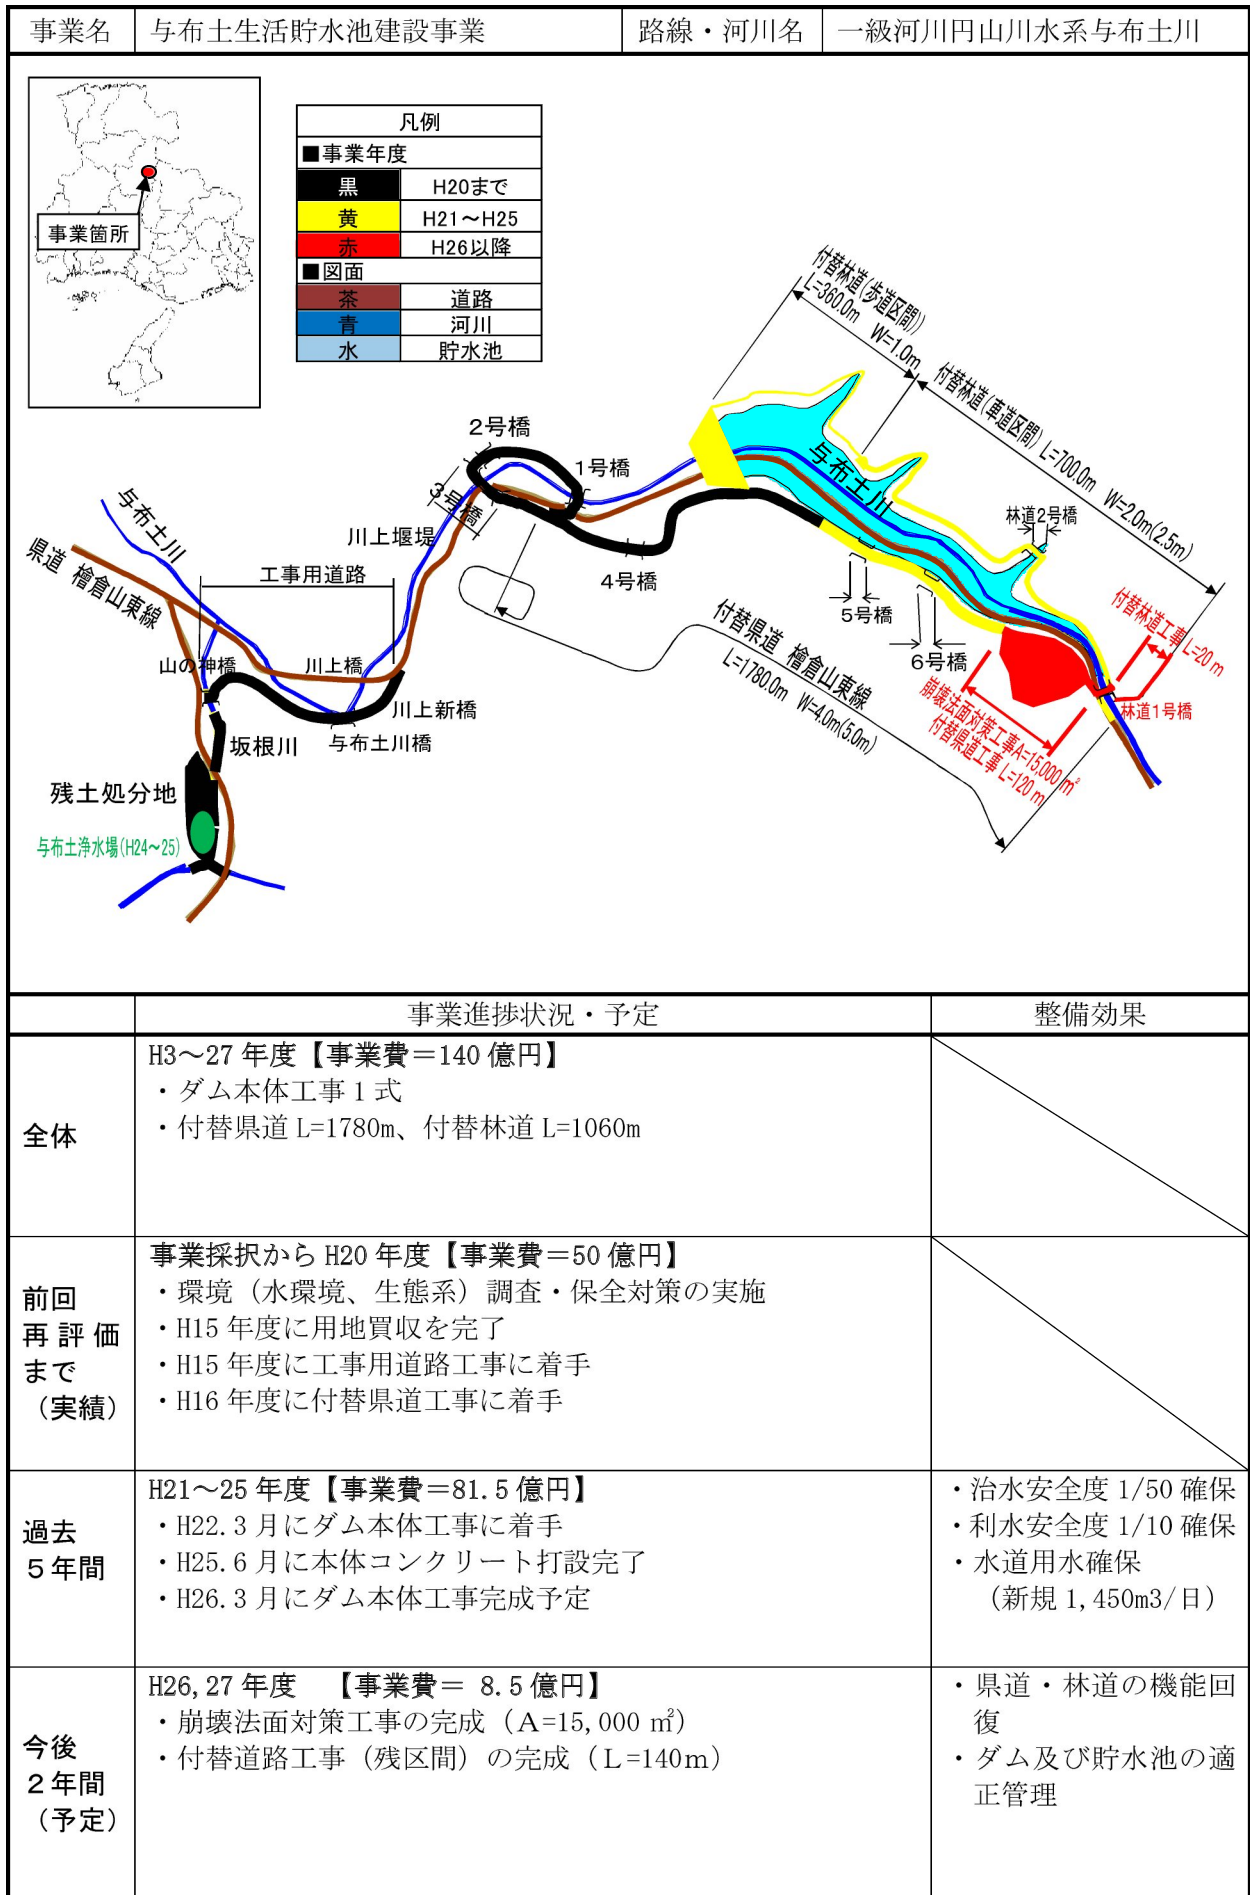 事業名 与布土生活貯水池建設事業 路線・河川名 一級河川円山川水系与布土川
事業箇所
凡例
■事業年度
黒 H20まで
黄 H21～H25
赤 H26以降
■図面
茶 道路
青 河川
水 貯水池
付替林道(歩道区間))
L=360.0m W=1.0m
付替林道(車道区間) L=700.0m W=2.0m(2.5m)
2号橋
1号橋
3号橋
与布土川
林道2号橋
与布土川
川上堰堤
県道 檜倉山東線
工事用道路
4号橋
5号橋
付替林道工事L=20m
付替県道 檜倉山東線
L=1780.0m W=4.0m(5.0m)
6号橋
山の神橋
川上橋
川上新橋
崩壊法面対策工事A=15,000㎡
付替県道工事L=120m
林道1号橋
坂根川
与布土川橋
残土処分地
与布土浄水場(H24～25)
事業進捗状況・予定 整備効果
全体
H3～27年度【事業費＝140億円】
・ダム本体工事1式
・付替県道L=1780m、付替林道L=1060m
前回
再評価
まで
（実績）
事業採択からH20年度【事業費＝50億円】
・環境（水環境、生態系）調査・保全対策の実施
・H15年度に用地買収を完了
・H15年度に工事用道路工事に着手
・H16年度に付替県道工事に着手
過去
５年間
H21～25年度【事業費＝81.5億円】
・H22.3月にダム本体工事に着手
・H25.6月に本体コンクリート打設完了
・H26.3月にダム本体工事完成予定
・治水安全度1/50確保
・利水安全度1/10確保
・水道用水確保
（新規1,450m3/日）
今後
２年間
（予定）
H26,27年度 【事業費＝ 8.5億円】
・崩壊法面対策工事の完成（Ａ=15,000㎡）
・付替道路工事（残区間）の完成（Ｌ=140ｍ）
・県道・林道の機能回
復
・ダム及び貯水池の適
正管理